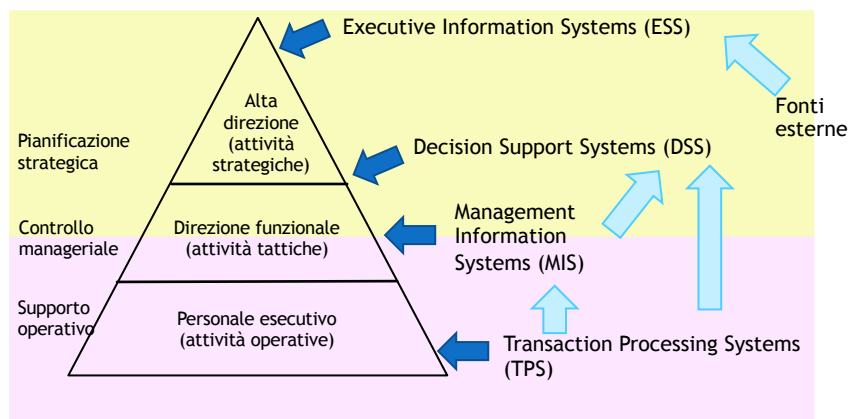 Executive Information Systems (ESS)
Fonti
esterne
Alta
direzione
(attività
strategiche)
Pianificazione
strategica
Decision Support Systems (DSS)
Controllo
manageriale
Direzione funzionale
(attività tattiche)
Management
Information
Systems (MIS)
Supporto
operativo
Personale esecutivo
(attività operative)
Transaction Processing Systems
(TPS)